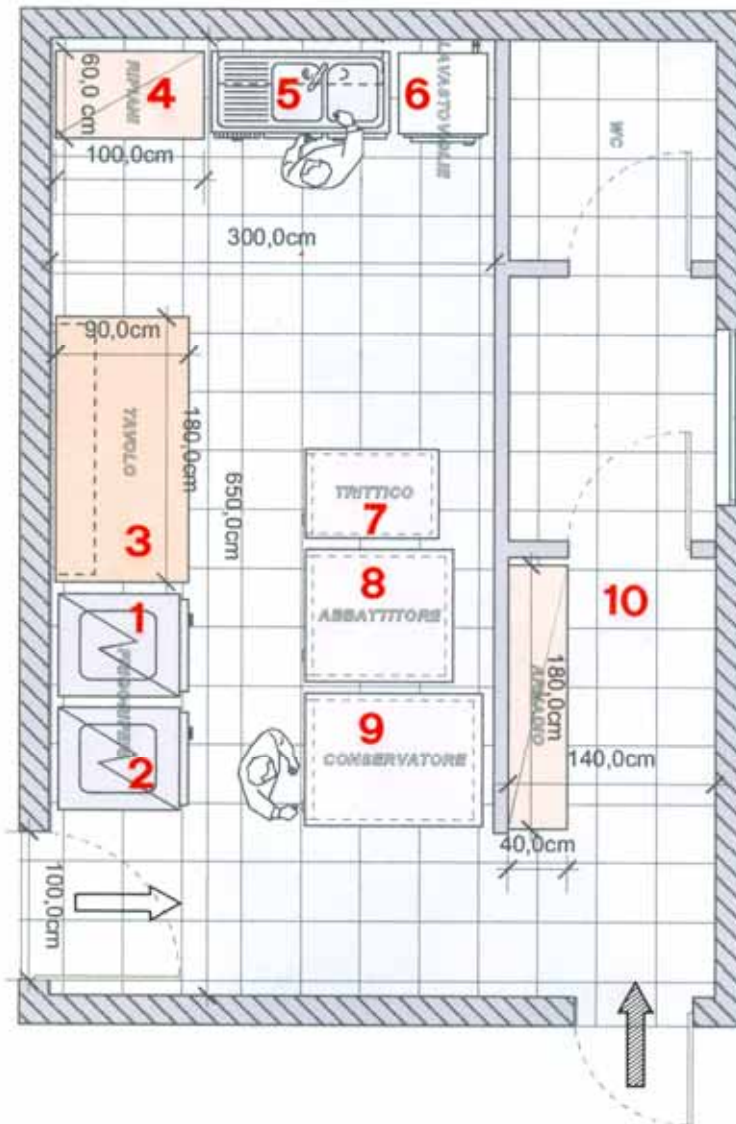 60,0 cm
RIPIANI
4
5
6
LAVASTOVIGLIE
WC
100,0cm
300,0cm
90,0cm
TAVOLO
180,0cm
650,0cm
3
TRITTICO
7
8
ABBATTITORE
1
2
9
CONSERVATORE
10
180,0cm
ARMADIO
140,0cm
40,0cm
100,0cm